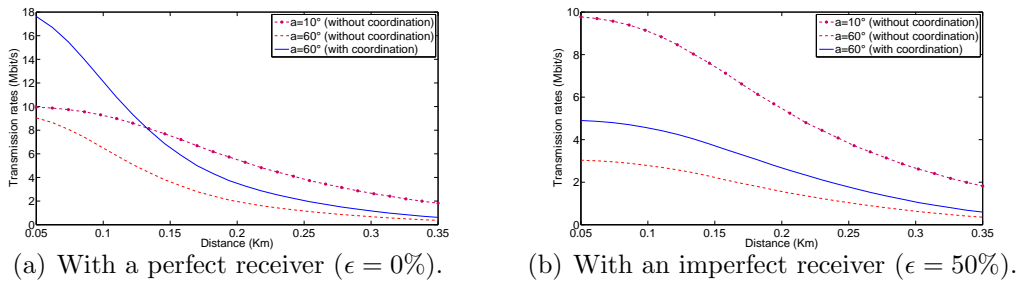 18
16
14
12
10
8
6
4
2
0
Transmission rates (Mbit/s)
0.05 0.1 0.15 0.2 0.25 0.3 0.35
Distance (Km)
a=10° (without coordination)
a=60° (without coordination)
a=60° (with coordination)
(a) With a perfect receiver (ϵ = 0%).
10
8
6
4
2
0
Transmission rates (Mbit/s)
0.05 0.1 0.15 0.2 0.25 0.3 0.35
Distance (Km)
a=10° (without coordination)
a=60° (without coordination)
a=60° (with coordination)
(b) With an imperfect receiver (ϵ = 50%).